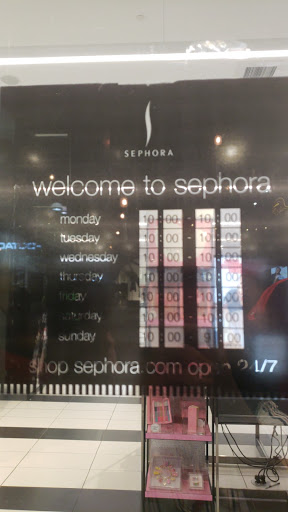 SEPHORA
welcome to sephora
monday 10:00 - 10:00
tuesday 10:00 - 10:00
wednesday 10:00 - 10:00
thursday 10:00 - 10:00
friday 10:00 - 10:00
saturday 10:00 - 10:00
sunday 10:00 - 9:00
shop sephora.com open 24/7